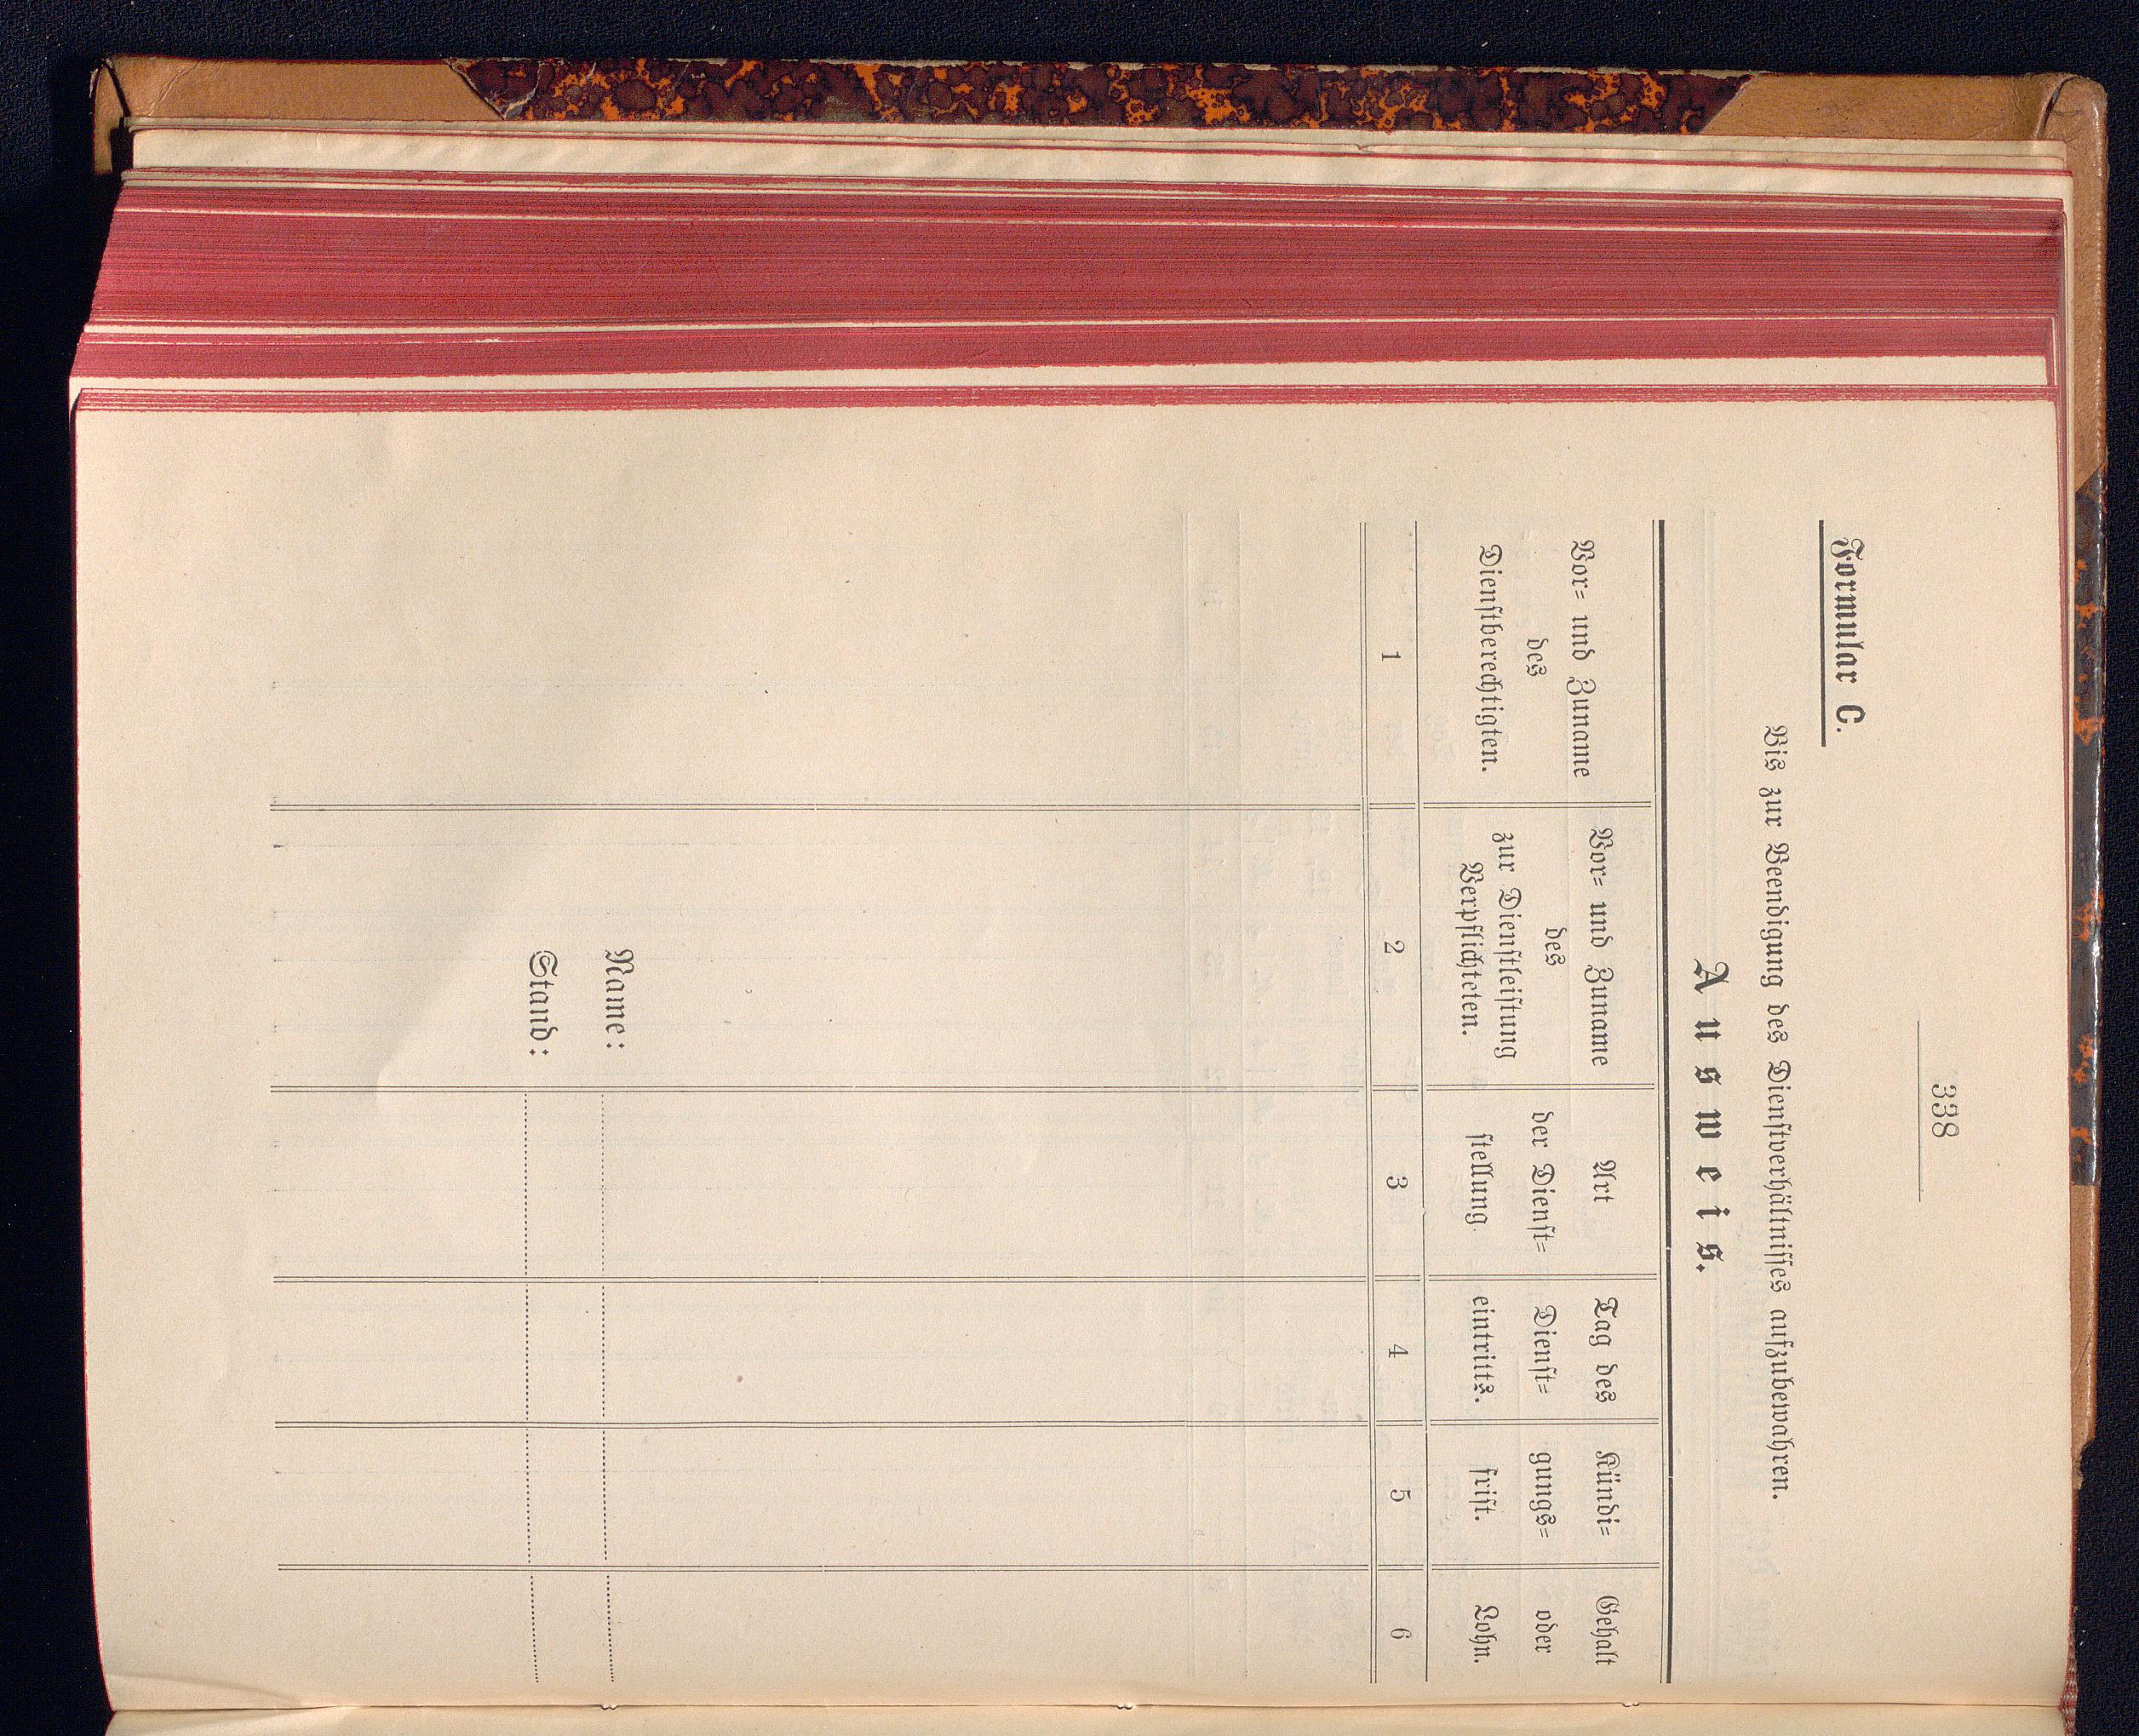 338
Formular C.
Bis zur Beendigung des Dienstverhältnisses aufzubewahren.
Ausweis.
Vor- und Zuname
des
Dienstberechtigten.
Vor- und Zuname
des
zur Dienstleistung
Verpflichteten.
Art
der Dienst-
stellung
Tag des
Dienst-
eintritts.
Kündi-
gungs-
frist.
Gehalt
oder
Lohn.
1 2 3 4 5 6
Name:
Stand: